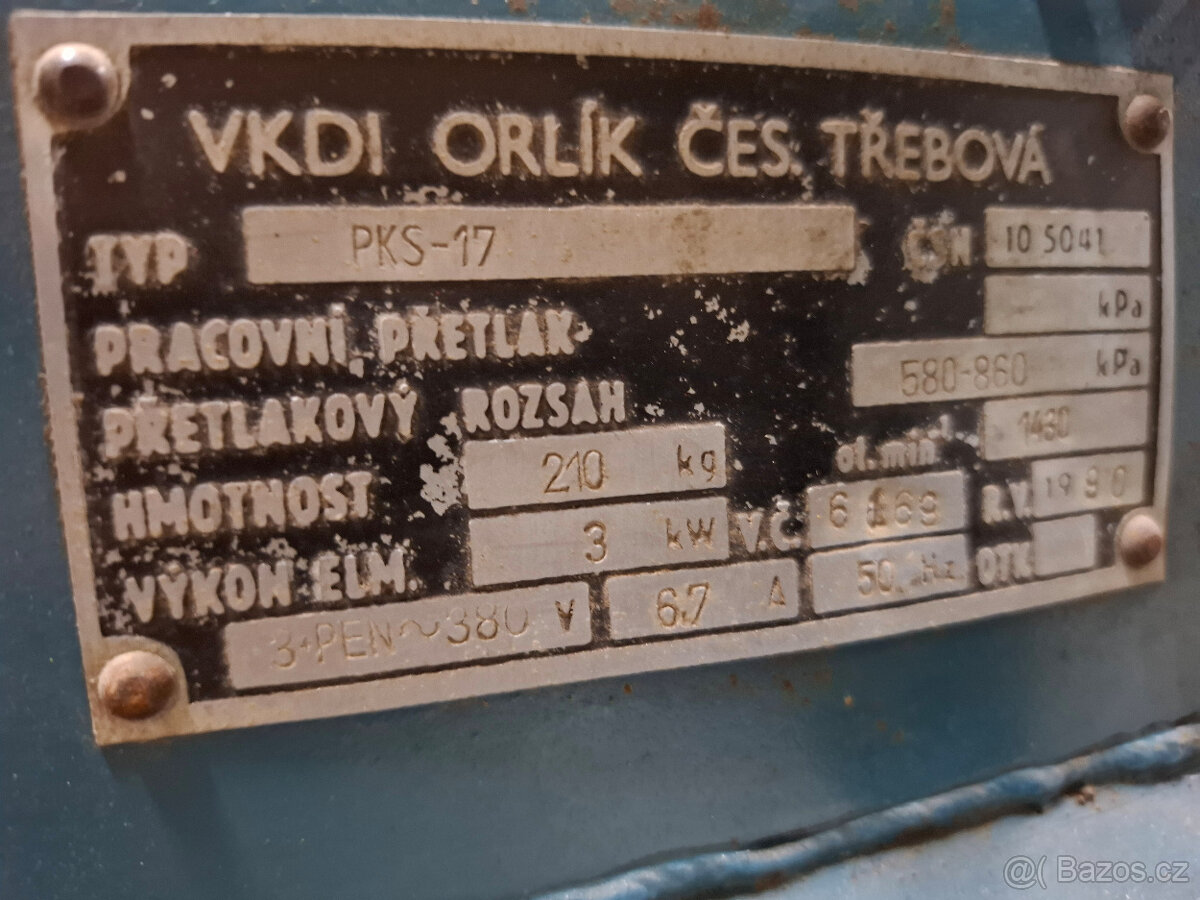 VKDI ORLÍK ČES. TŘEBOVÁ
TYP PKS-17 ČSN 10 5041
PRACOVNÍ PŘETLAK kPa
PŘETLAKOVÝ ROZSAH 580-860 kPa
HMOTNOST 210 kg ot. min⁻¹ 1430
VÝKON ELM. 3 kW V.Č. R.V.
3+PEN~380 V 6,7 A 50 Hz OTK
@( Bazos.cz